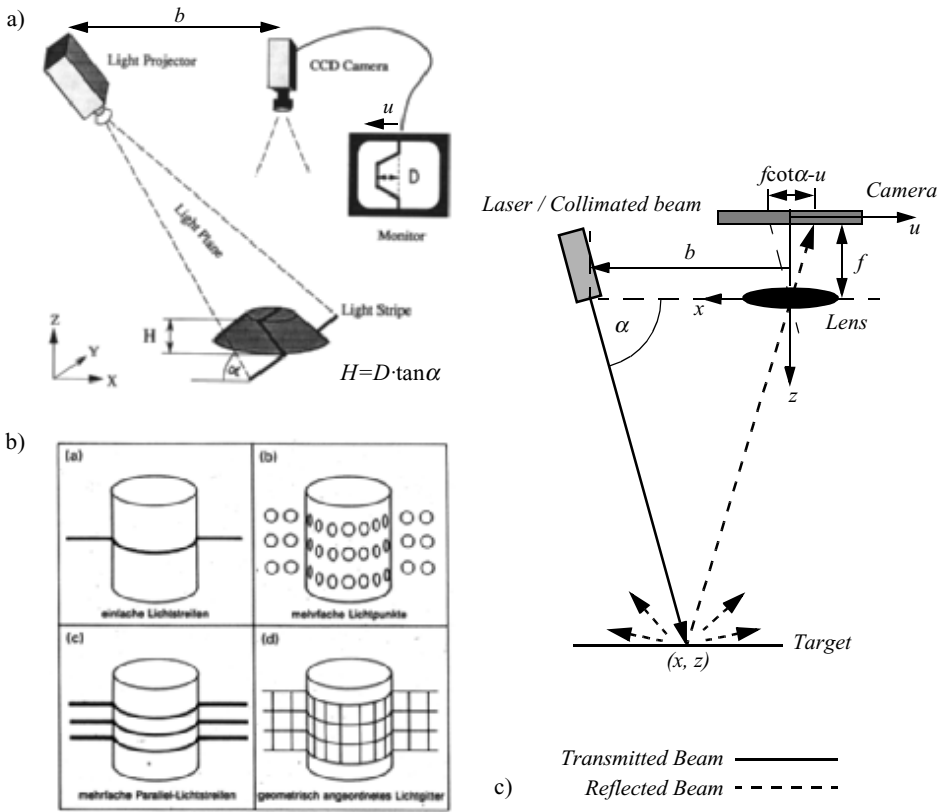 a)
b
Light Projector
CCD Camera
u
D
Monitor
Light Plane
Light Stripe
H
Z
Y
X
α
H=D·tanα
b)
(a)
einfache Lichtstreifen
(b)
mehrfache Lichtpunkte
(c)
mehrfache Parallel-Lichtstreifen
(d)
geometrisch angeordnetes Lichtgitter
fcotα-u
Laser / Collimated beam
Camera
u
b
f
α
x
Lens
z
Target
(x, z)
Transmitted Beam
c)
Reflected Beam